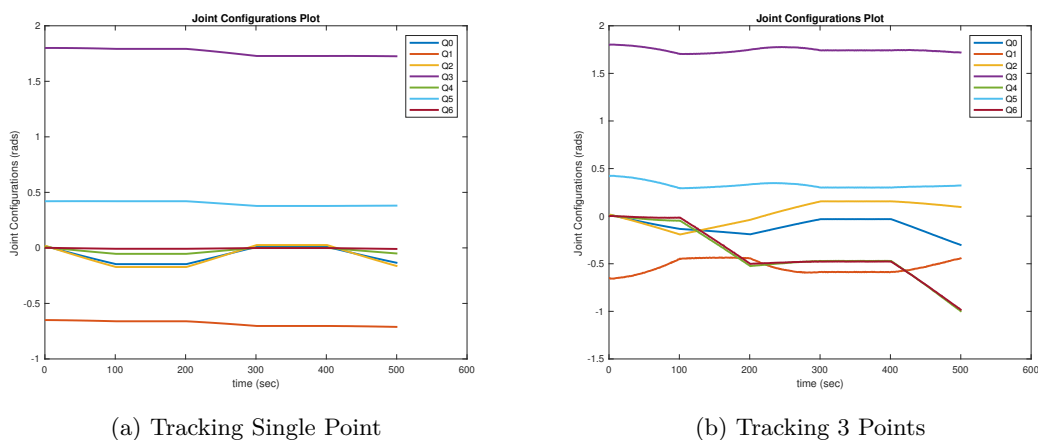 Joint Configurations Plot
2
1.5
1
0.5
0
-0.5
-1
0
100
200
300
400
500
600
Joint Configurations (rads)
time (sec)
Q0
Q1
Q2
Q3
Q4
Q5
Q6
(a) Tracking Single Point
Joint Configurations Plot
2
1.5
1
0.5
0
-0.5
-1
-1.5
0
100
200
300
400
500
600
Joint Configurations (rads)
time (sec)
Q0
Q1
Q2
Q3
Q4
Q5
Q6
(b) Tracking 3 Points